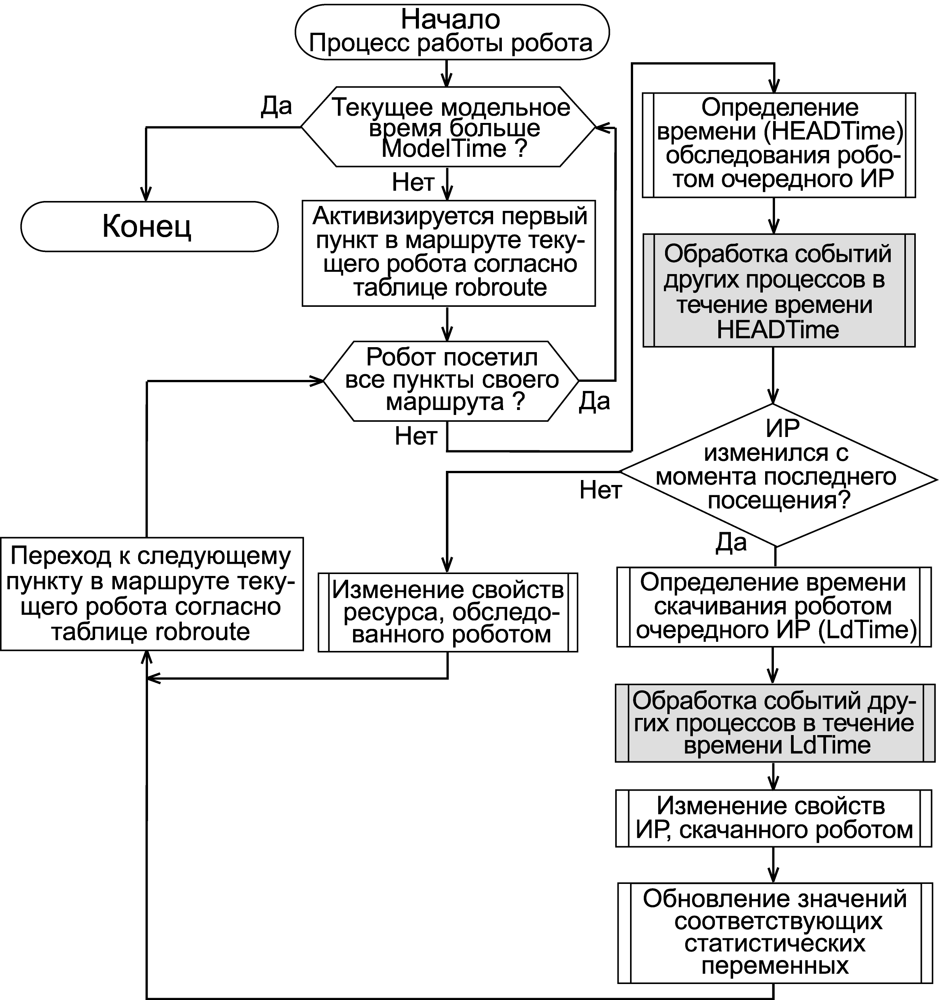 Начало
Процесс работы робота
Да
Текущее модельное
время больше
ModelTime ?
Нет
Конец
Активизируется первый
пункт в маршруте теку-
щего робота согласно
таблице robroute
Робот посетил
все пункты своего
маршрута ?
Да
Нет
Определение
времени (HEADTime)
обследования робо-
том очередного ИР
Обработка событий
других процессов в
течение времени
HEADTime
ИР
изменился с
момента последнего
посещения?
Нет
Да
Переход к следующему
пункту в маршруте теку-
щего робота согласно
таблице robroute
Изменение свойств
ресурса, обследо-
ванного роботом
Определение времени
скачивания роботом
очередного ИР (LdTime)
Обработка событий дру-
гих процессов в течение
времени LdTime
Изменение свойств
ИР, скачанного роботом
Обновление значений
соответствующих
статистических
переменных